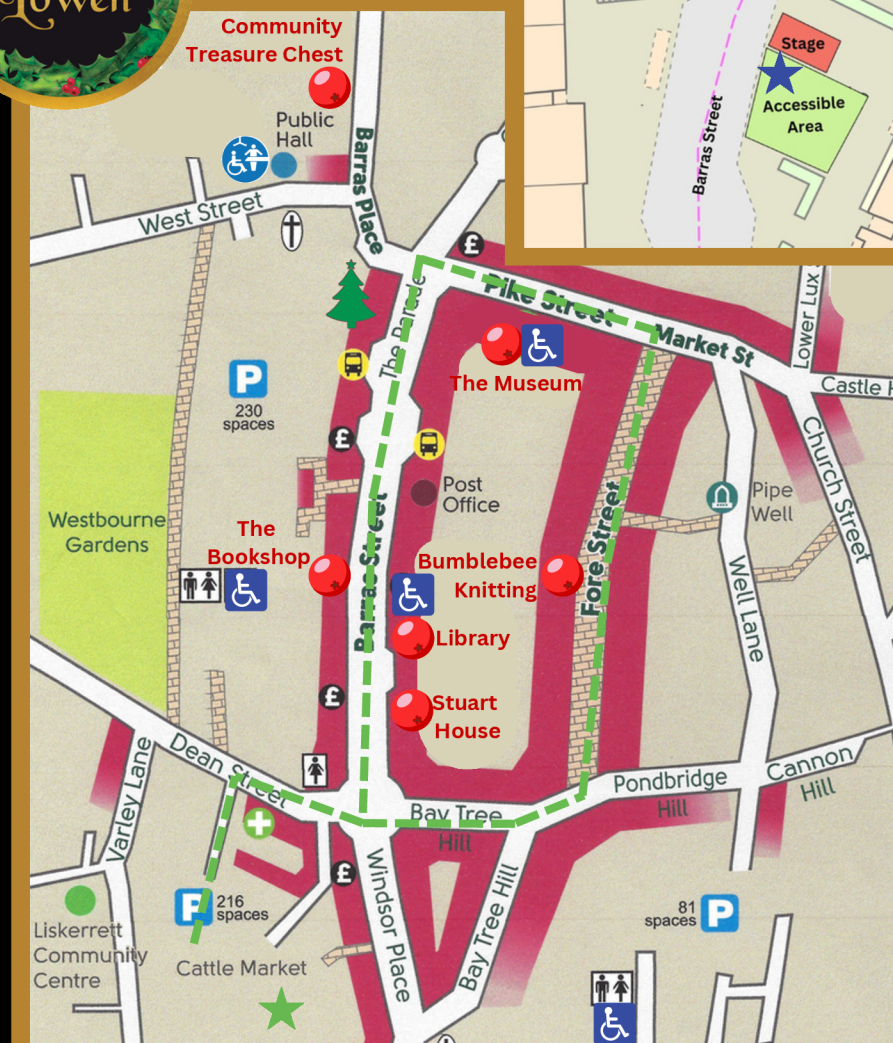 Lowen
Community
Treasure Chest
Public
Hall
Barras Place
West Street
Stage
Accessible
Area
Barras Street
£
Pike Street
Market St
Lower Lux
Castle H
The Parade
The Museum
P
230
spaces
£
Post
Office
Church Street
Pipe
Well
Westbourne
Gardens
The
Bookshop
Barras Street
Bumblebee
Knitting
Fore Street
Well Lane
Library
£
Stuart
House
Dean Street
Varley Lane
Bay Tree
Hill
Pondbridge
Hill
Cannon
Hill
£
Windsor Place
Bay Tree Hill
P
216
spaces
81
spaces
P
Liskerrett
Community
Centre
Cattle Market